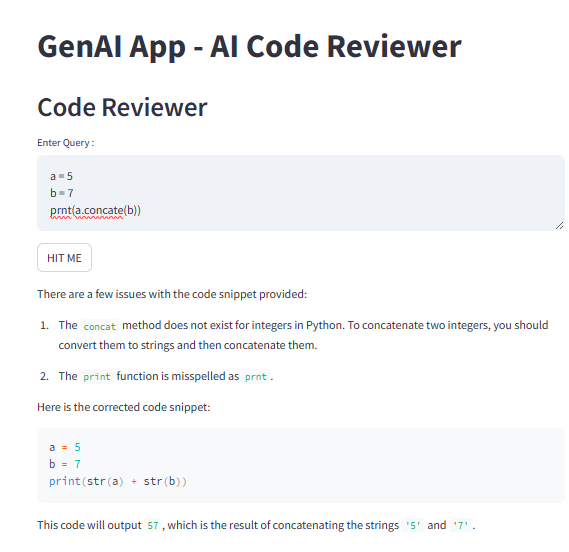 GenAI App - AI Code Reviewer
Code Reviewer
Enter Query :
a = 5
b = 7
prnt(a.concate(b))
HIT ME
There are a few issues with the code snippet provided:
1. The concat method does not exist for integers in Python. To concatenate two integers, you should
convert them to strings and then concatenate them.
2. The print function is misspelled as prnt .
Here is the corrected code snippet:
a = 5
b = 7
print(str(a) + str(b))
This code will output 57 , which is the result of concatenating the strings '5' and '7' .